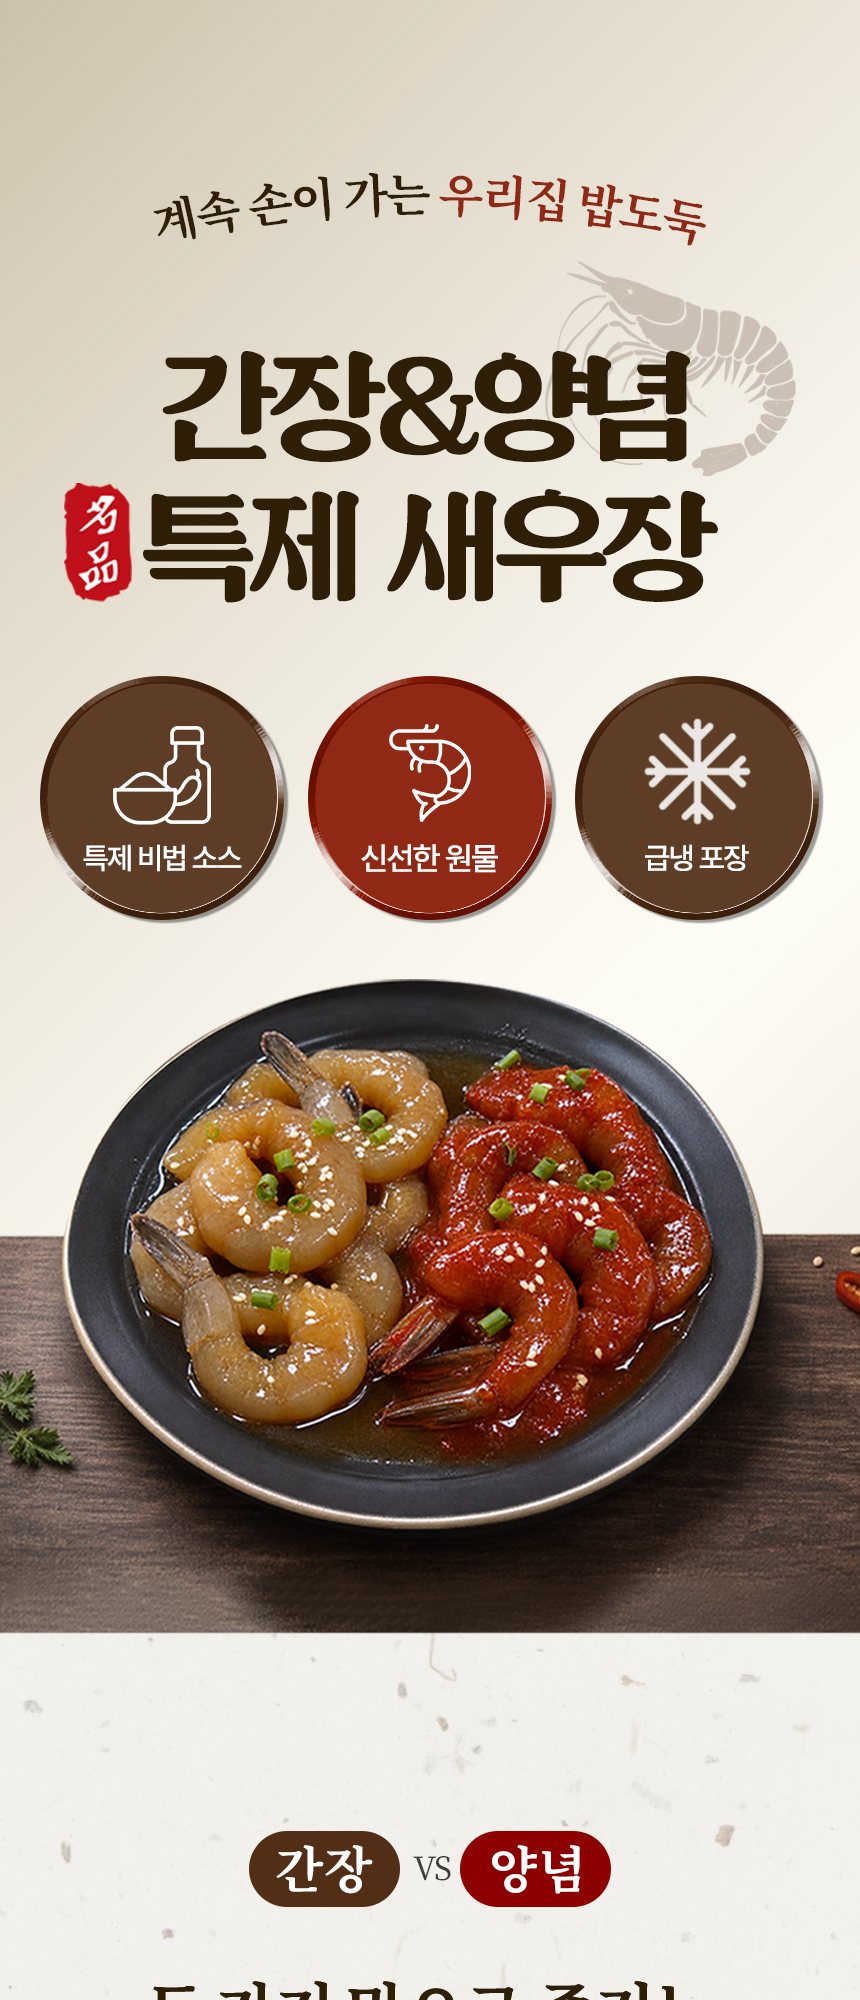 계속 손이 가는 우리집 밥도둑
간장&양념
名品
특제 새우장
특제 비법 소스
신선한 원물
급냉 포장
간장 VS 양념